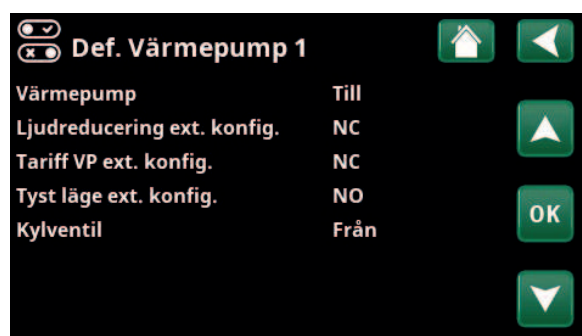 Def. Värmepump 1
Värmepump Till
Ljudreducering ext. konfig. NC
Tariff VP ext. konfig. NC
Tyst läge ext. konfig. NO
OK
Kylventil Från